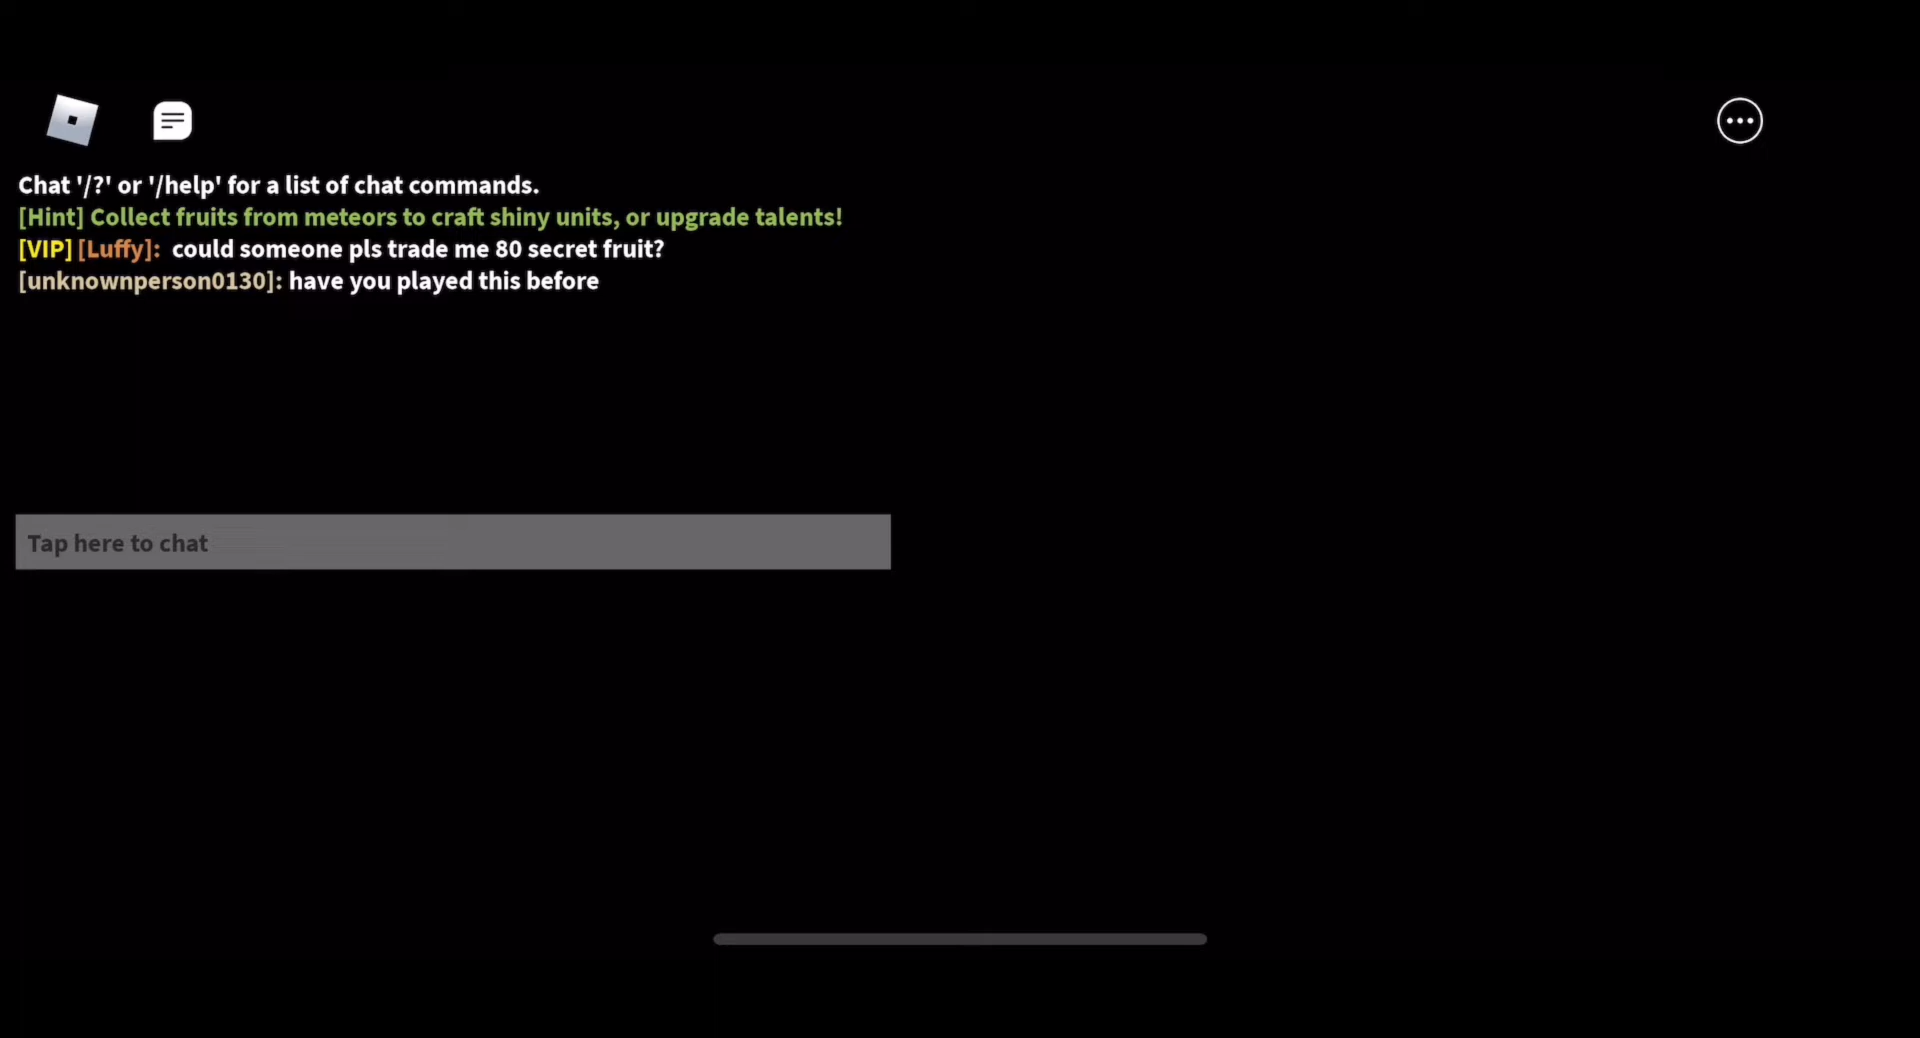 Chat '/?' or '/help' for a list of chat commands.
[Hint] Collect fruits from meteors to craft shiny units, or upgrade talents!
[VIP] [Luffy]: could someone pls trade me 80 secret fruit?
[unknownperson0130]: have you played this before
Tap here to chat